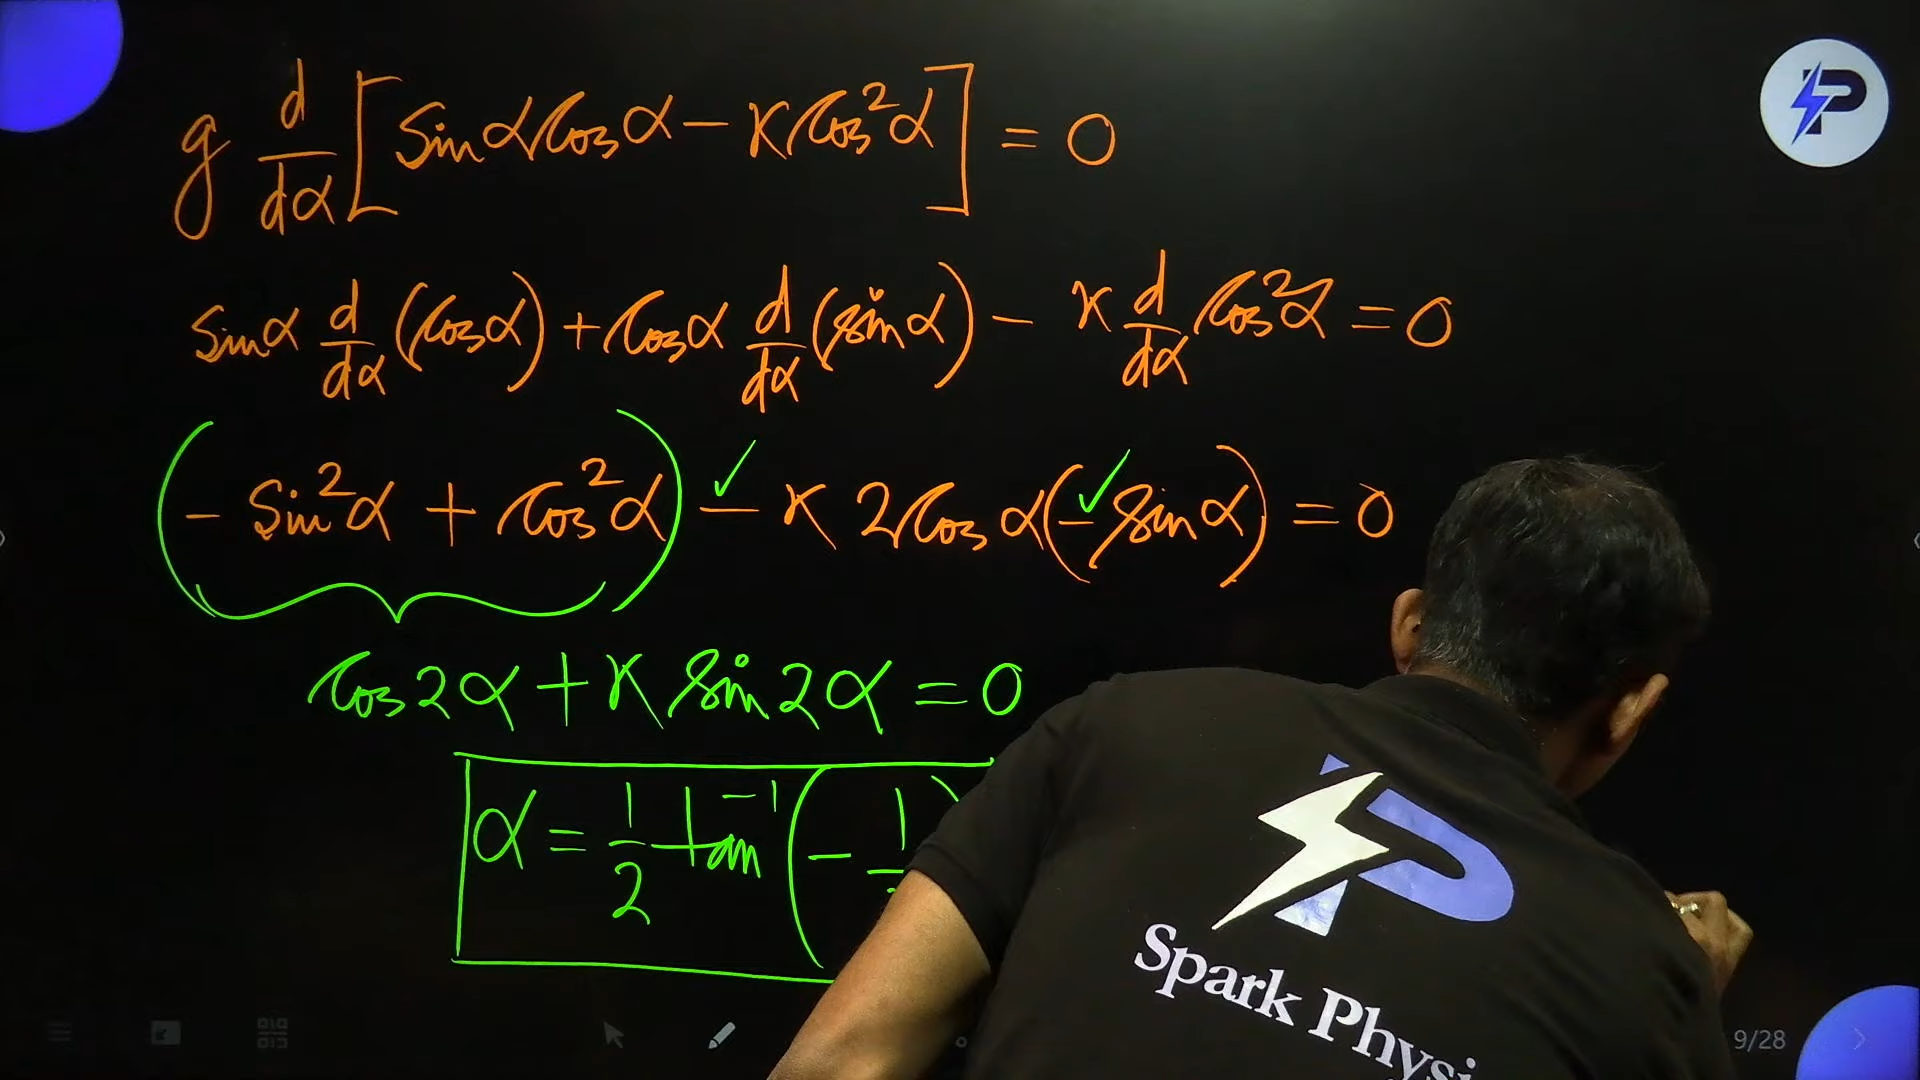 g d/dα [sinα cosα − K cos²α] = 0
sinα d/dα (cosα) + cosα d/dα (sinα) − K d/dα cos²α = 0
(− sin²α + cos²α) − K 2cosα(−sinα) = 0
cos2α + K sin2α = 0
α = 1/2 tan⁻¹ (− 1/
Spark Physi
9/28